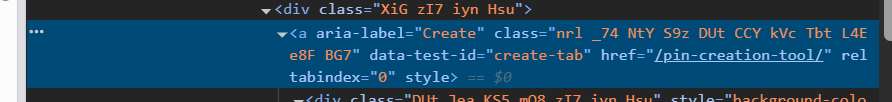 <div class="XiG zI7 iyn Hsu">
<a aria-label="Create" class="nrl _74 NtY S9z DUt CCY kVc Tbt L4E
e8F BG7" data-test-id="create-tab" href="/pin-creation-tool/" rel
tabindex="0" style> == $0
<div class="DUt Jea KS5 mQ8 zI7 iyn Hsu" style="background-colo